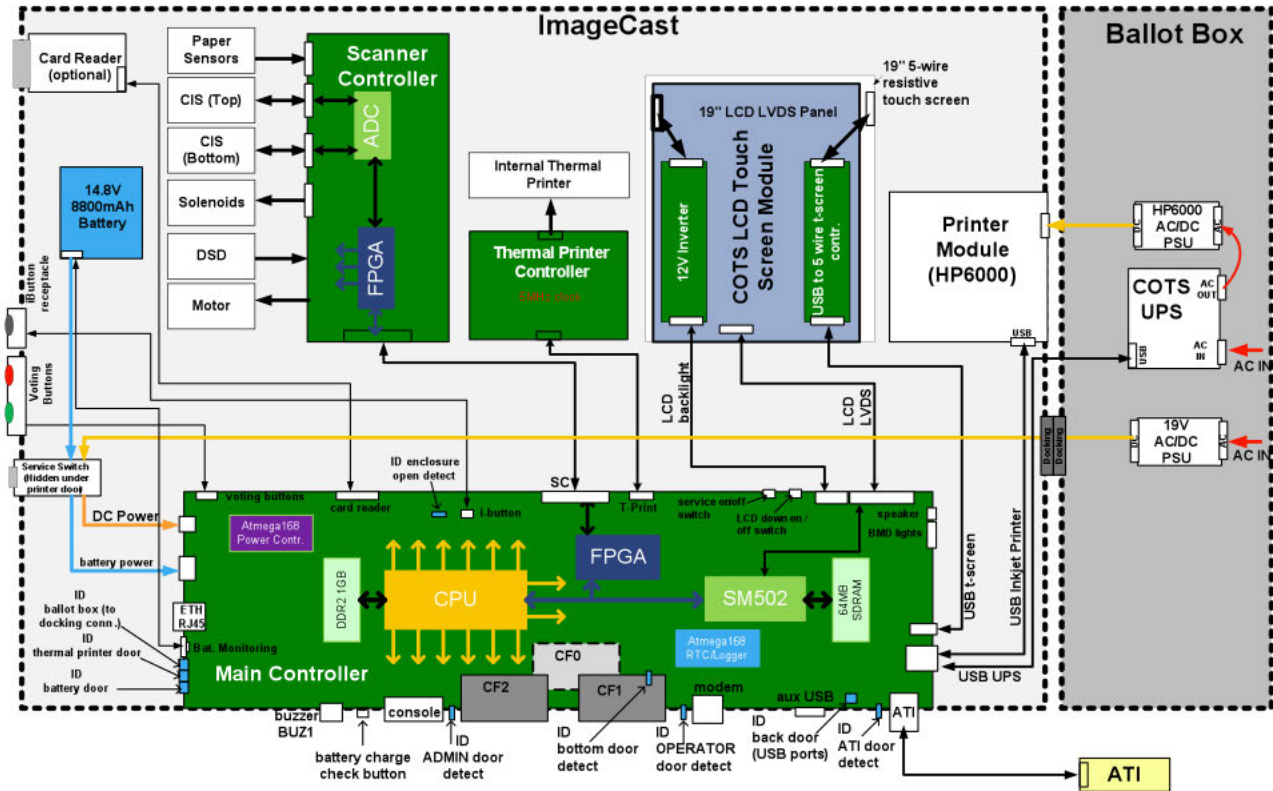 ImageCast
Ballot Box
Card Reader
(optional)
Paper
Sensors
CIS (Top)
CIS
(Bottom)
Solenoids
DSD
Motor
Scanner
Controller
ADC
FPGA
14.8V
8800mAh
Battery
iButton
receptacle
Voting
Buttons
Service Switch
(Hidden under
printer door)
Internal Thermal
Printer
Thermal Printer
Controller
8MHz clock
19" 5-wire
resistive
touch screen
19" LCD LVDS Panel
12V Inverter
COTS LCD Touch
Screen Module
USB to 5 wire t-screen
contr.
Printer
Module
(HP6000)
USB
DC
HP6000
AC/DC
PSU
AC
COTS
UPS
AC
OUT
USB
AC
IN
AC IN
DC
19V
AC/DC
PSU
AC
AC IN
Docking
Docking
LCD
backlight
LCD
LVDS
USB t-screen
USB Inkjet Printer
USB UPS
DC Power
battery power
voting buttons
card reader
ID enclosure
open detect
i-button
SC
T-Print
service on/off
switch
LCD down on /
off switch
speaker
BMD lights
Atmega168
Power Contr.
DDR2 1GB
CPU
FPGA
SM502
64MB
SDRAM
Atmega168
RTC/Logger
ETH
RJ45
Bat. Monitoring
Main Controller
ID
ballot box (to
docking conn.)
ID
thermal printer door
ID
battery door
CF0
CF2
CF1
modem
aux USB
ATI
buzzer
BUZ1
console
battery charge
check button
ID
ADMIN door
detect
ID
bottom door
detect
ID
OPERATOR
door detect
ID
back door
(USB ports)
ID
ATI door
detect
ATI